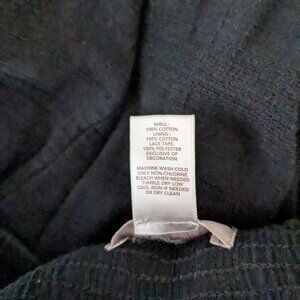 SHELL:
100% COTTON
LINING:
100% COTTON
LACE TAPE:
100% POLYESTER
EXCLUSIVE OF
DECORATION
MACHINE WASH COLD
ONLY NON-CHLORINE
BLEACH WHEN NEEDED
TUMBLE DRY LOW
COOL IRON IF NEEDED
OR DRY CLEAN